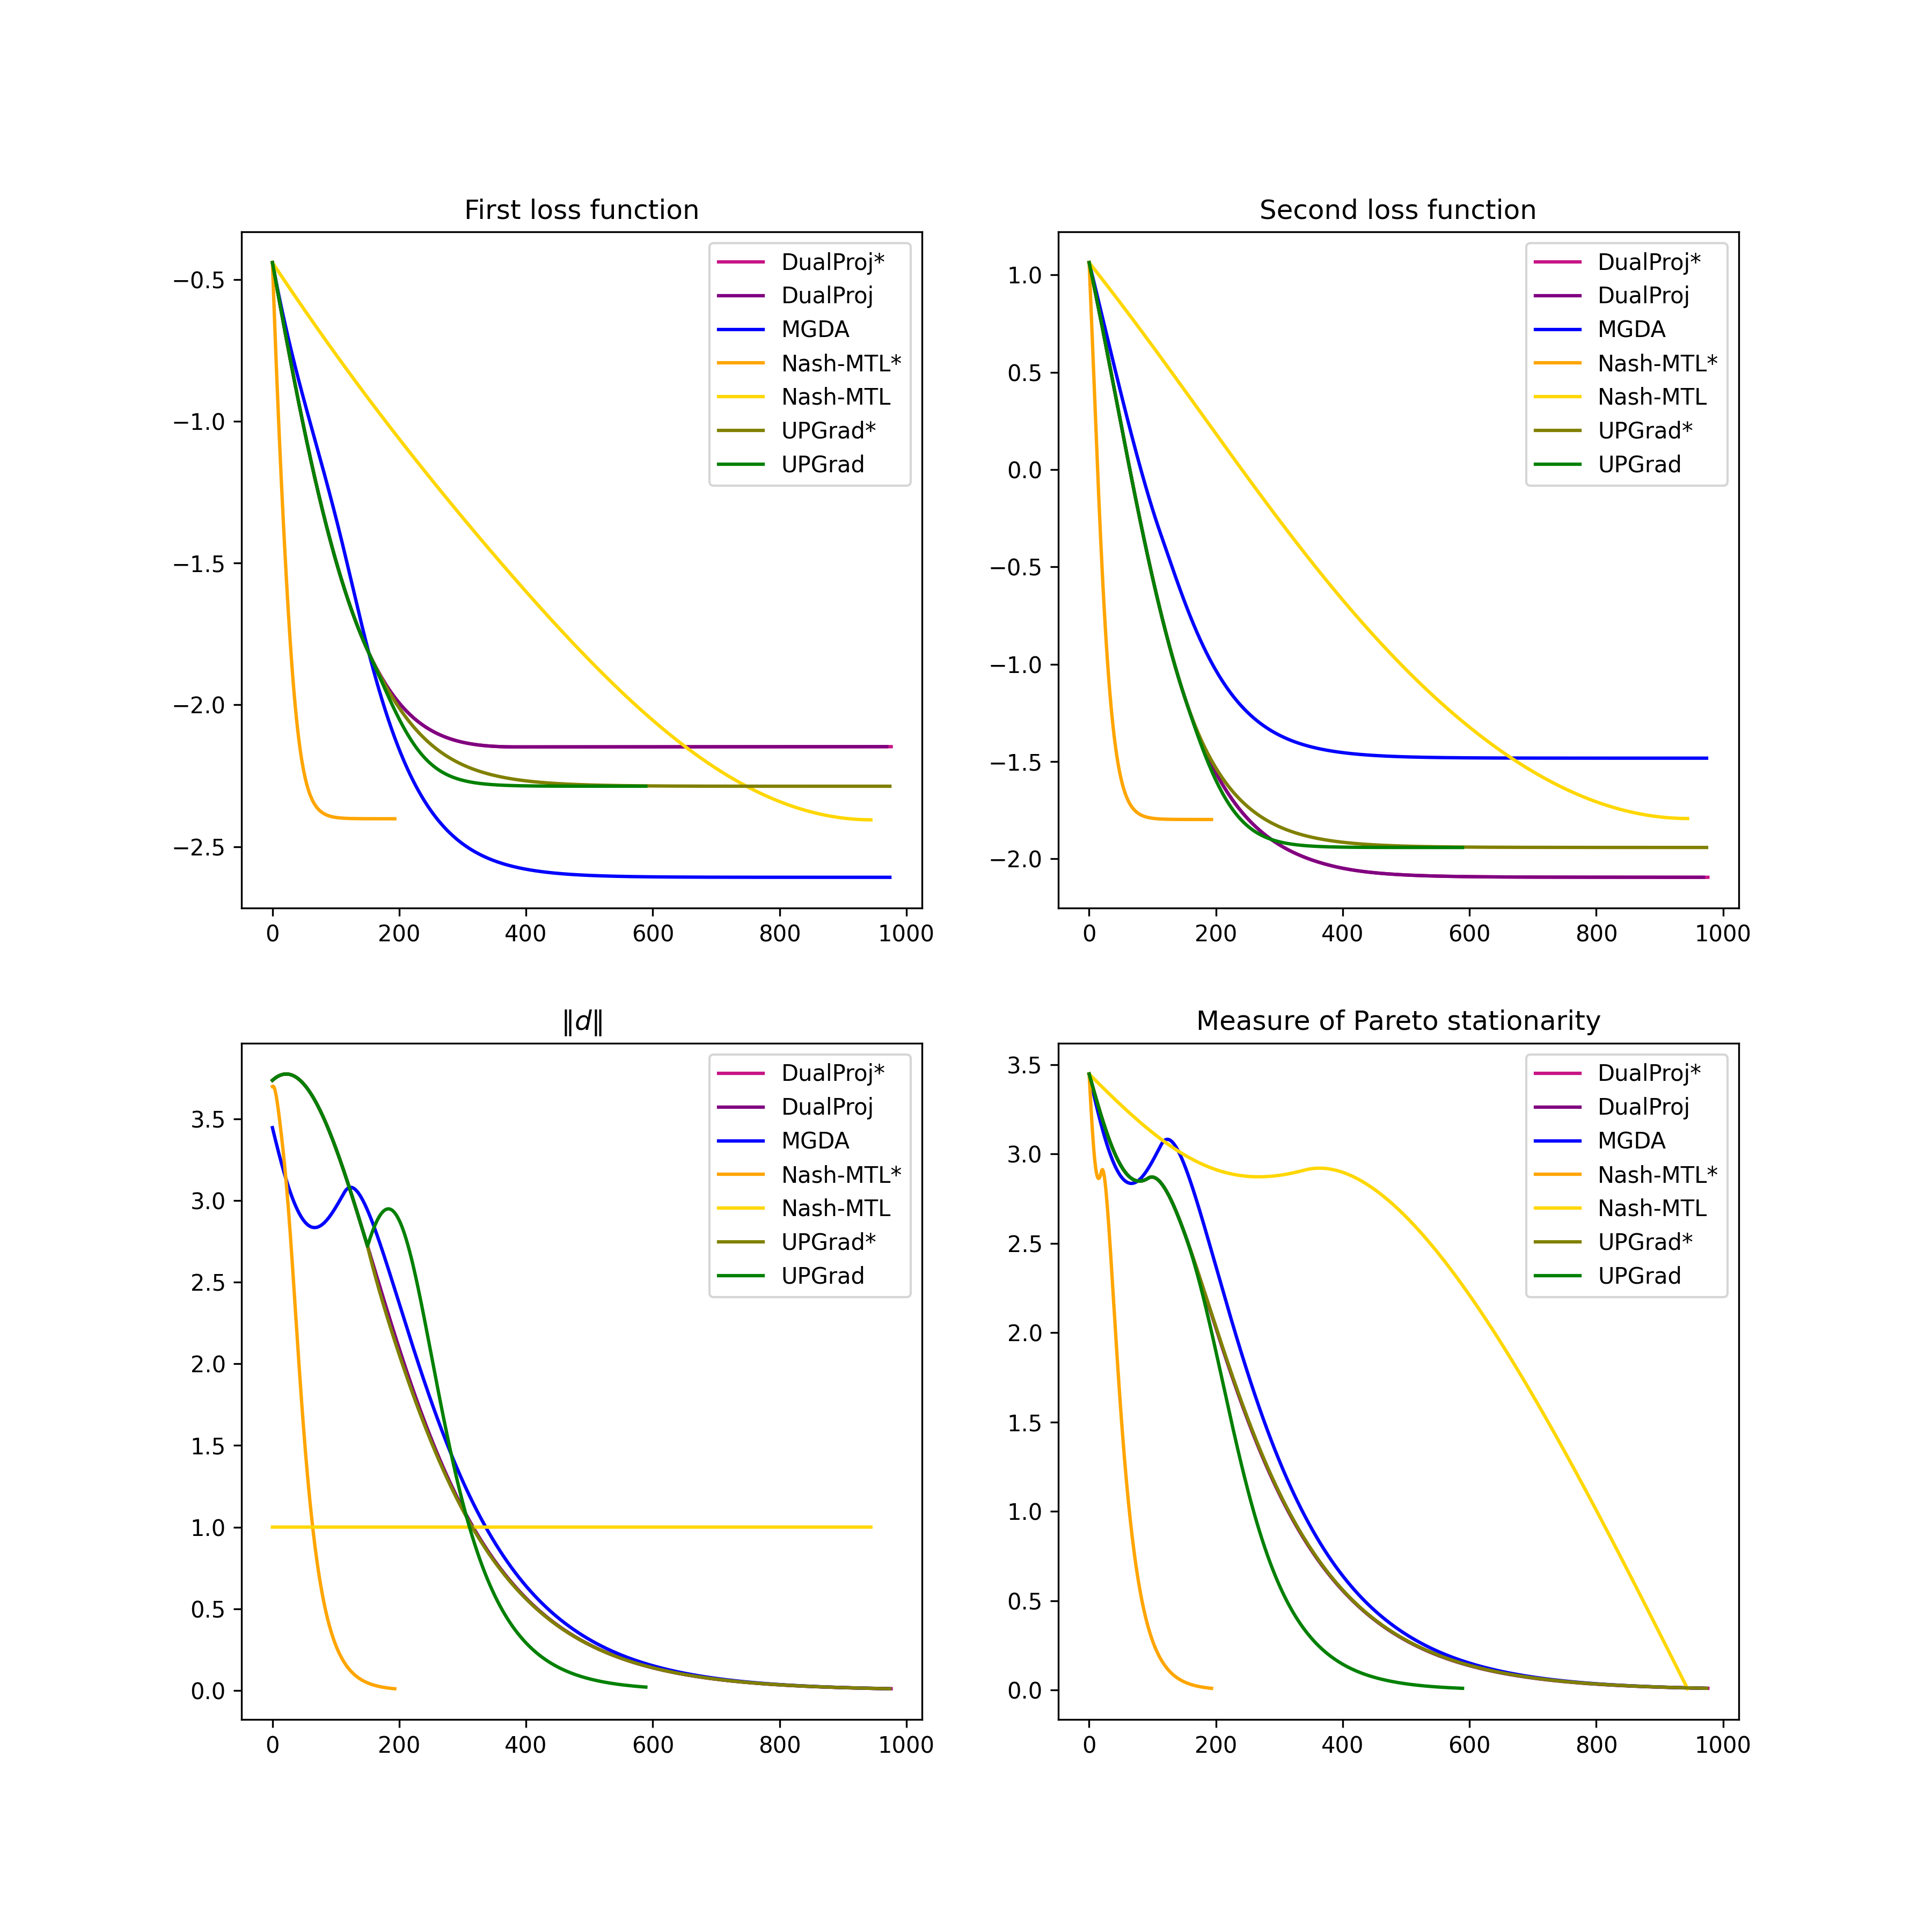 First loss function
−0.5
−1.0
−1.5
−2.0
−2.5
0 200 400 600 800 1000
DualProj*
DualProj
MGDA
Nash-MTL*
Nash-MTL
UPGrad*
UPGrad
Second loss function
1.0
0.5
0.0
−0.5
−1.0
−1.5
−2.0
0 200 400 600 800 1000
DualProj*
DualProj
MGDA
Nash-MTL*
Nash-MTL
UPGrad*
UPGrad
‖d‖
3.5
3.0
2.5
2.0
1.5
1.0
0.5
0.0
0 200 400 600 800 1000
DualProj*
DualProj
MGDA
Nash-MTL*
Nash-MTL
UPGrad*
UPGrad
Measure of Pareto stationarity
3.5
3.0
2.5
2.0
1.5
1.0
0.5
0.0
0 200 400 600 800 1000
DualProj*
DualProj
MGDA
Nash-MTL*
Nash-MTL
UPGrad*
UPGrad